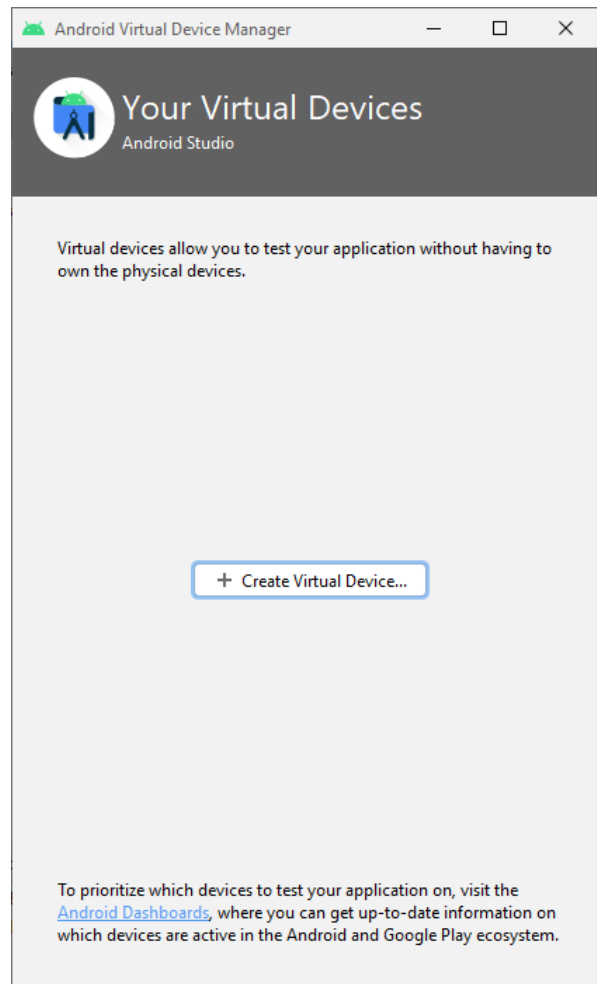 Android Virtual Device Manager
Your Virtual Devices
Android Studio
Virtual devices allow you to test your application without having to
own the physical devices.
+ Create Virtual Device...
To prioritize which devices to test your application on, visit the
Android Dashboards, where you can get up-to-date information on
which devices are active in the Android and Google Play ecosystem.